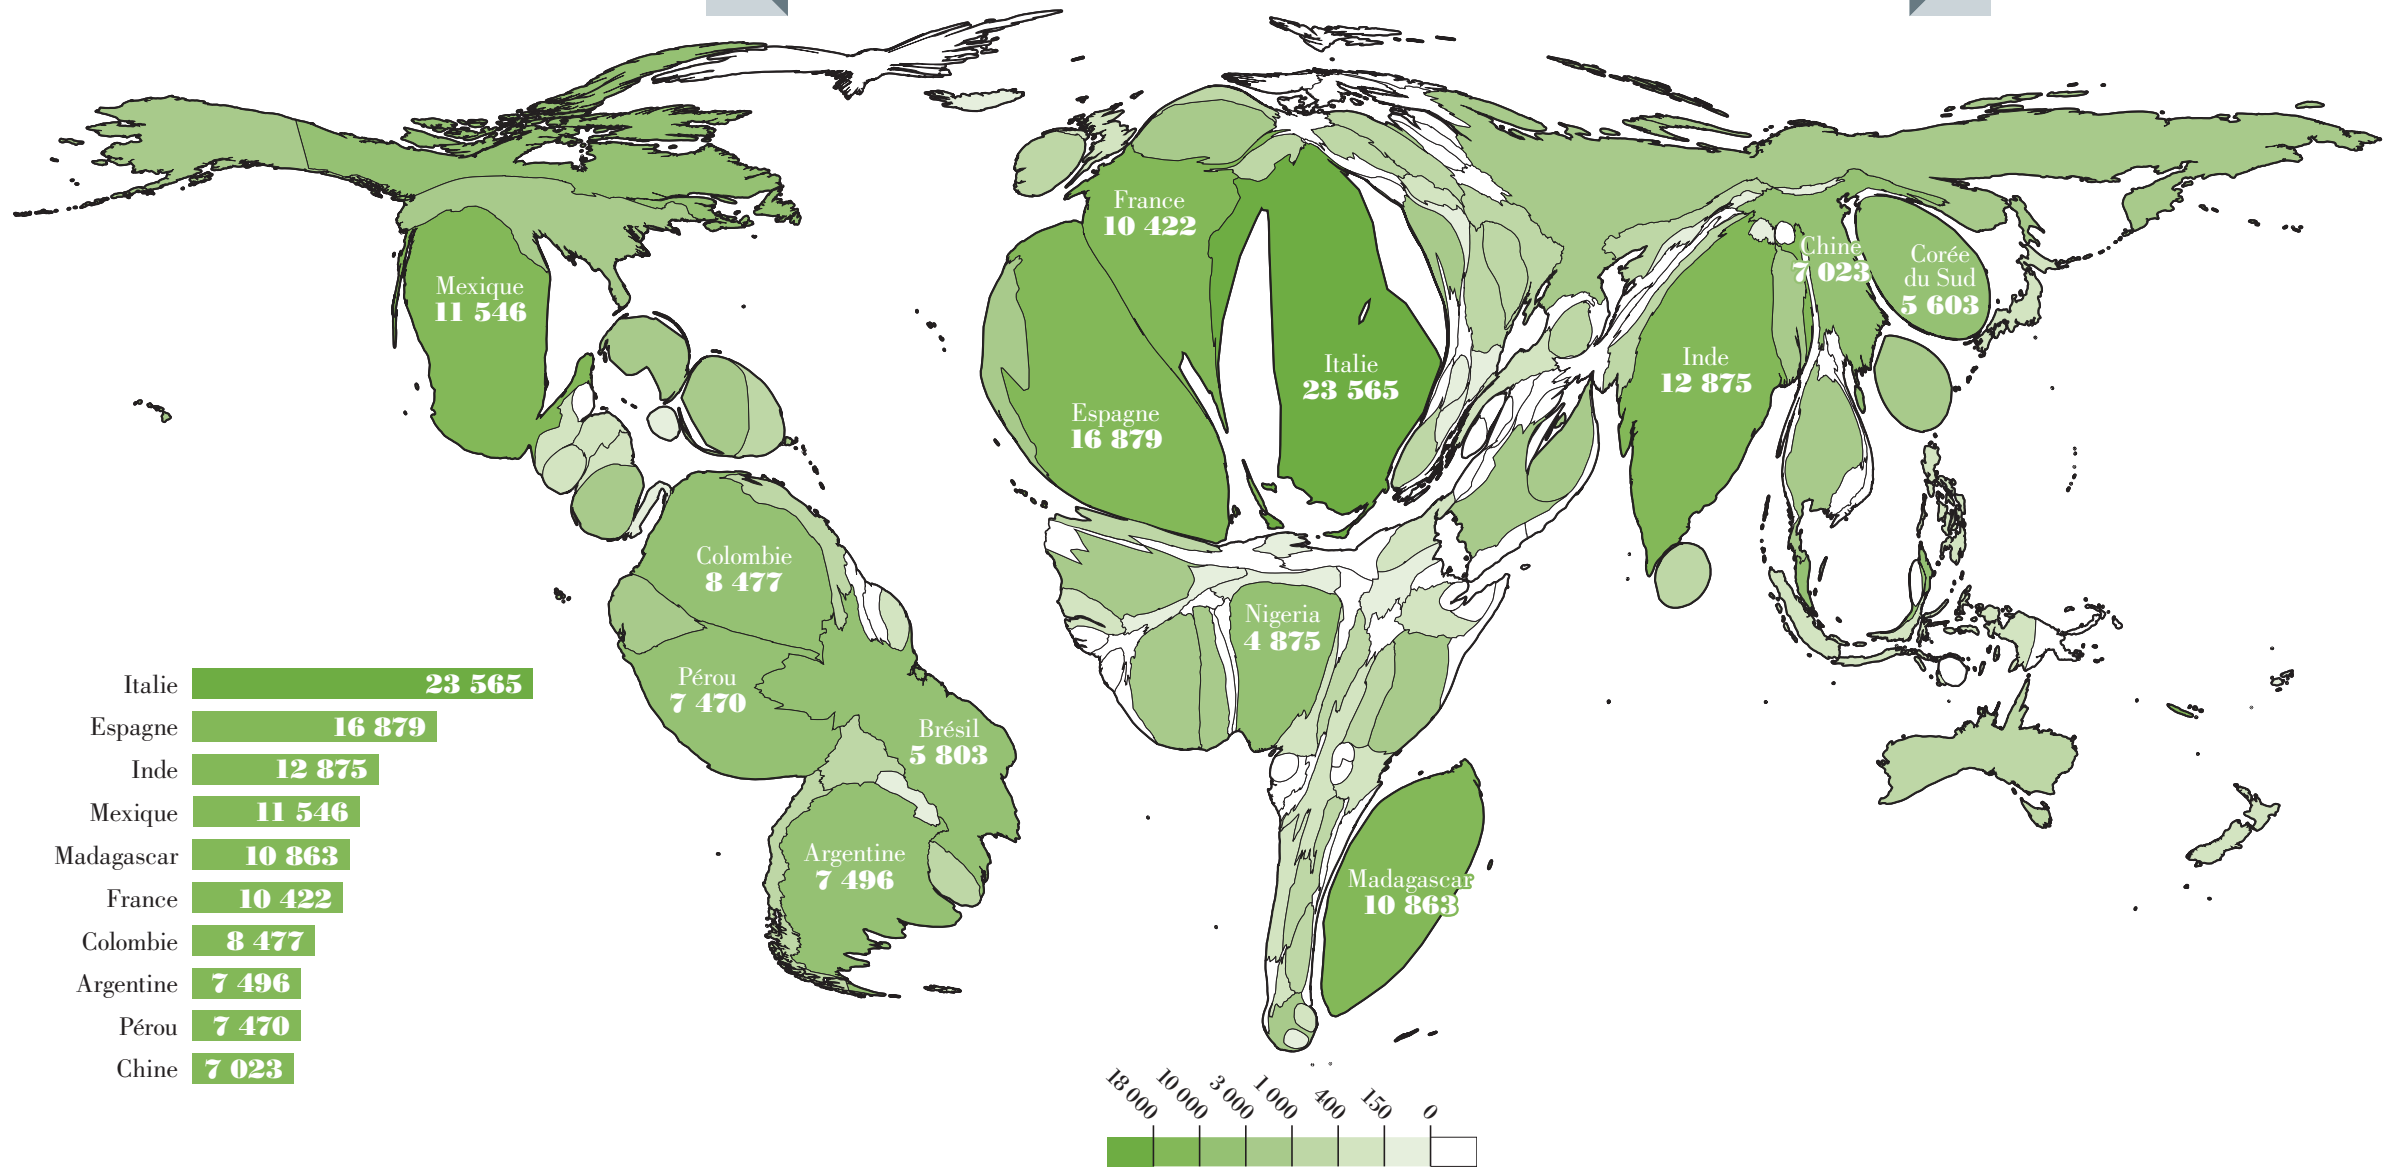 France
10 422
Mexique
11 546
Chine
7 023
Corée
du Sud
5 603
Inde
12 875
Italie
23 565
Espagne
16 879
Colombie
8 477
Nigeria
4 875
Pérou
7 470
Brésil
5 803
Argentine
7 496
Madagascar
10 863
Italie 23 565
Espagne 16 879
Inde 12 875
Mexique 11 546
Madagascar 10 863
France 10 422
Colombie 8 477
Argentine 7 496
Pérou 7 470
Chine 7 023
18 000 10 000 3 000 1 000 400 150 0